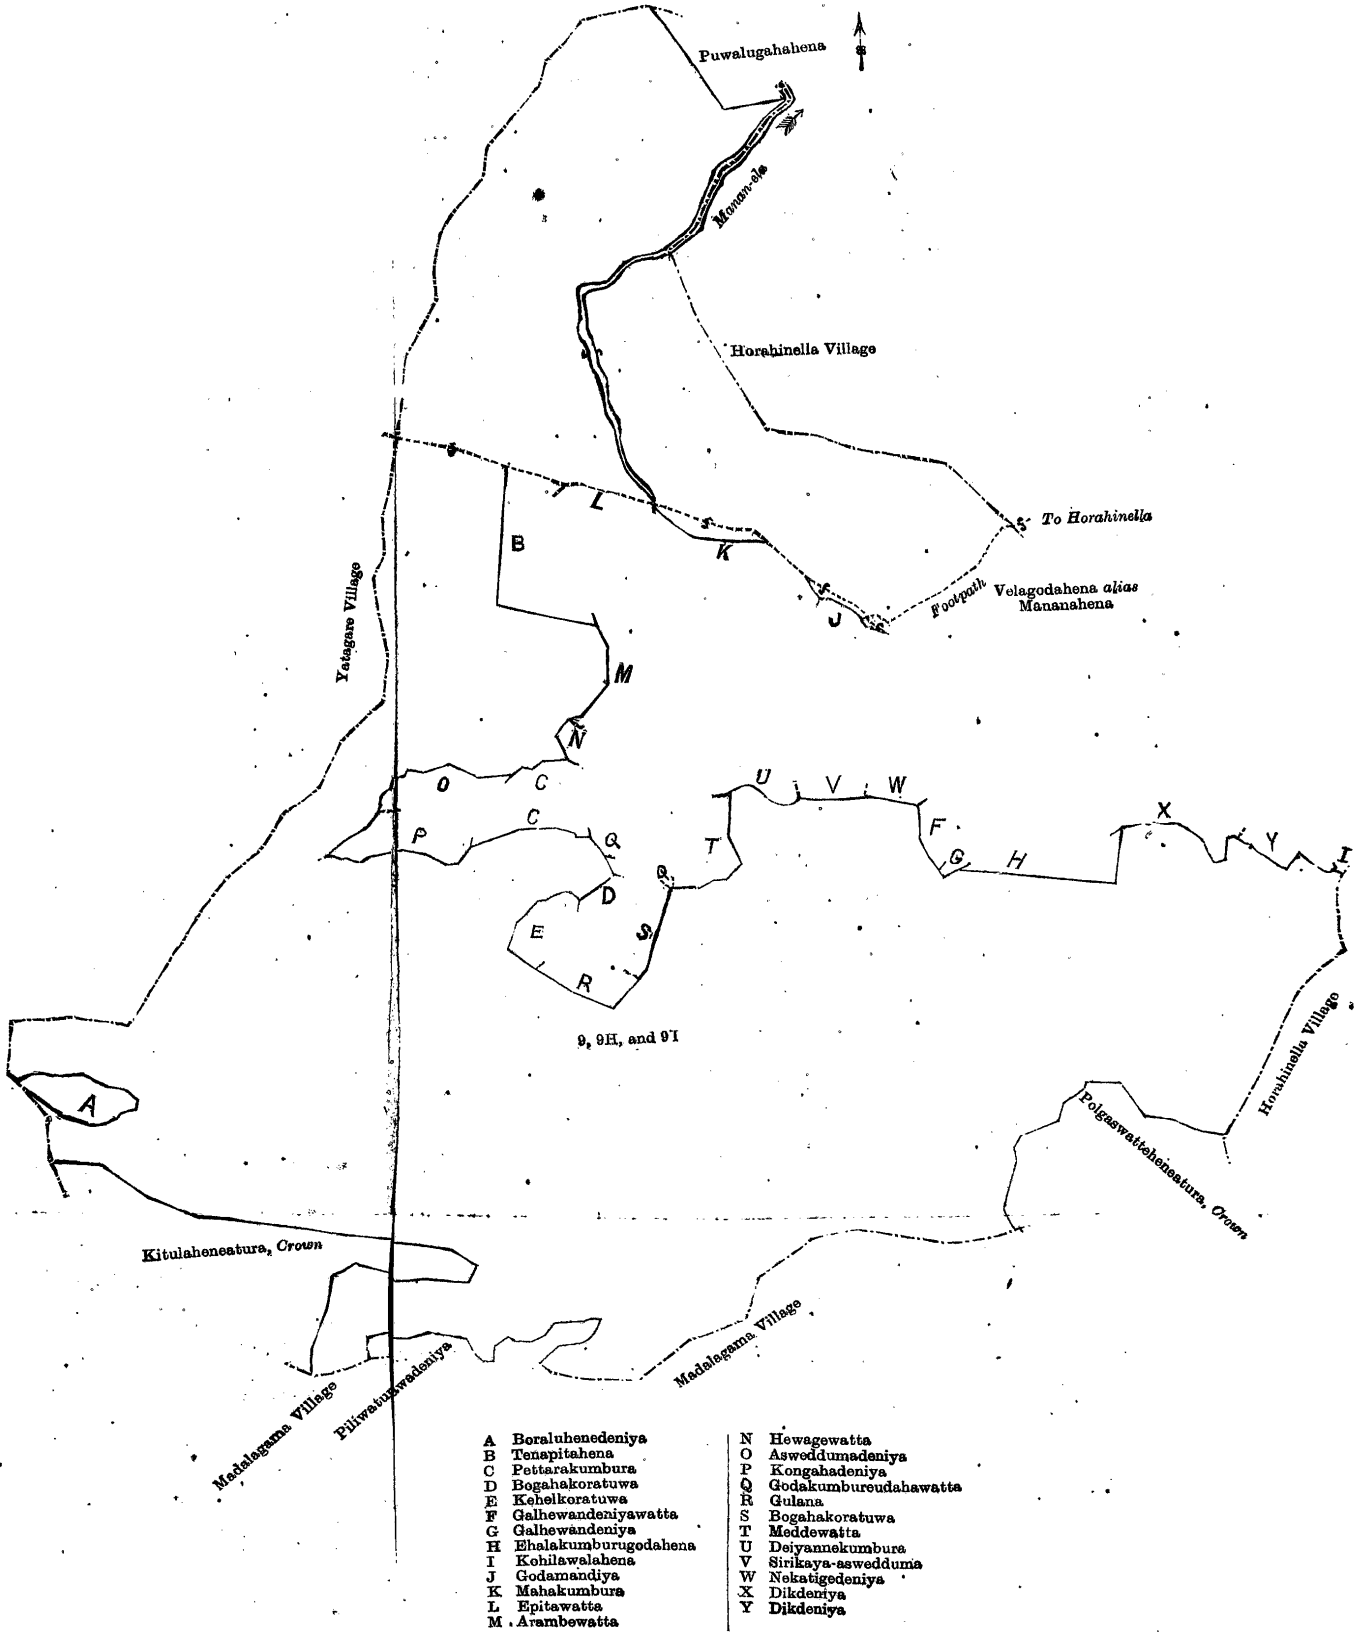 Puwalugahahena
Manan-ela
Horahinella Village
L
To Horahinella
B
K
Footpath
Velagodahena alias
Mananahena
J
Yatagare Village
M
N
O
C
U
V
W
X
C
P
Q
T
F
G
H
Y
I
Q
D
E
S
R
9, 9H, and 9I
Horahinella Village
A
Polgaswatteheneatura, Crown
Kitulaheneatura, Crown
Madalagama Village
Piliwatunwadeniya
Madalagama Village
A Boraluhenedeniya
B Tenapitahena
C Pettarakumbura
D Bogahakoratuwa
E Kehelkoratuwa
F Galhewandeniyawatta
G Galhewandeniya
H Ehalakumburugodahena
I Kohilawalahena
J Godamandiya
K Mahakumbura
L Epitawatta
M Arambewatta
N Hewagewatta
O Asweddumadeniya
P Kongahadeniya
Q Godakumbureudahawatta
R Gulana
S Bogahakoratuwa
T Meddewatta
U Deiyannekumbura
V Sirikaya-aswedduma
W Nekatigedeniya
X Dikdeniya
Y Dikdeniya